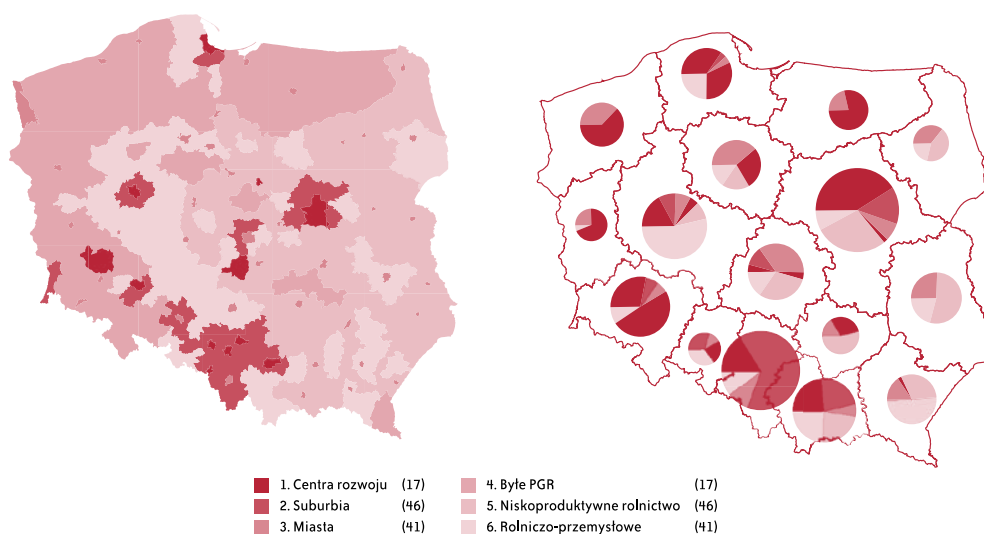 1. Centra rozwoju (17)
2. Suburbia (46)
3. Miasta (41)
4. Byłe PGR (17)
5. Niskoproduktywne rolnictwo (46)
6. Rolniczo-przemysłowe (41)